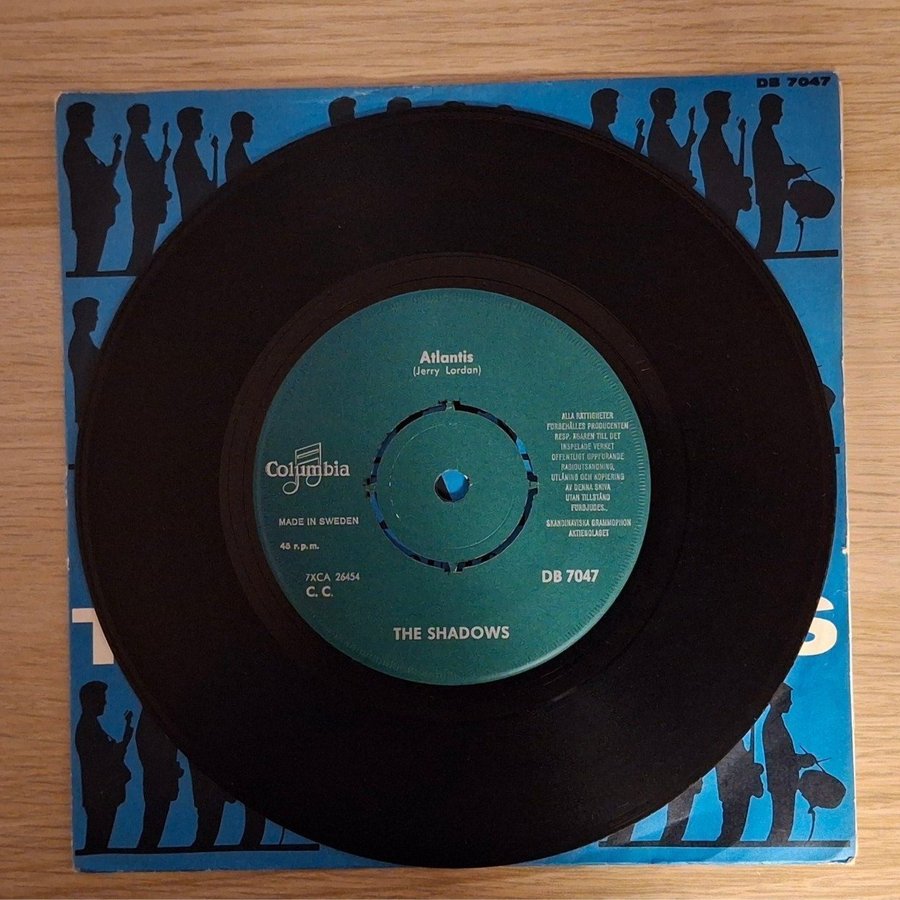 DB 7047
Atlantis
(Jerry Lordan)
Columbia
MADE IN SWEDEN
45 r.p.m.
7XCA 26454
C. C.
ALLA RÄTTIGHETER
FÖRBEHÅLLES PRODUCENTEN
RESP. ÄGAREN TILL DET
INSPELADE VERKET
OFFENTLIGT UPPFÖRANDE
RADIOUTSÄNDNING,
UTLÅNING OCH KOPIERING
AV DENNA SKIVA
UTAN TILLSTÅND
FÖRBJUDES.
SKANDINAVISKA GRAMMOPHON
AKTIEBOLAGET
DB 7047
THE SHADOWS
T
S